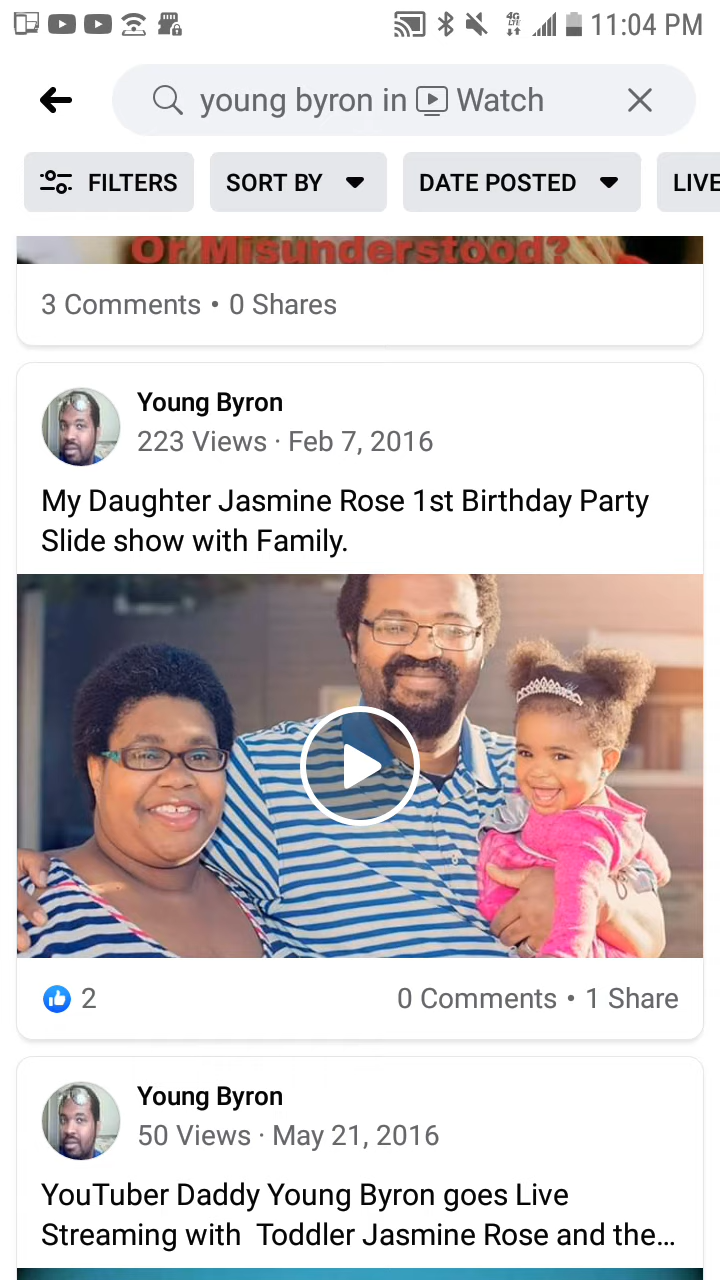 4G
LTE
11:04 PM
young byron in Watch
FILTERS
SORT BY
DATE POSTED
LIVE
Or Misunderstood?
3 Comments • 0 Shares
Young Byron
223 Views · Feb 7, 2016
My Daughter Jasmine Rose 1st Birthday Party
Slide show with Family.
2
0 Comments • 1 Share
Young Byron
50 Views · May 21, 2016
YouTuber Daddy Young Byron goes Live
Streaming with  Toddler Jasmine Rose and the...